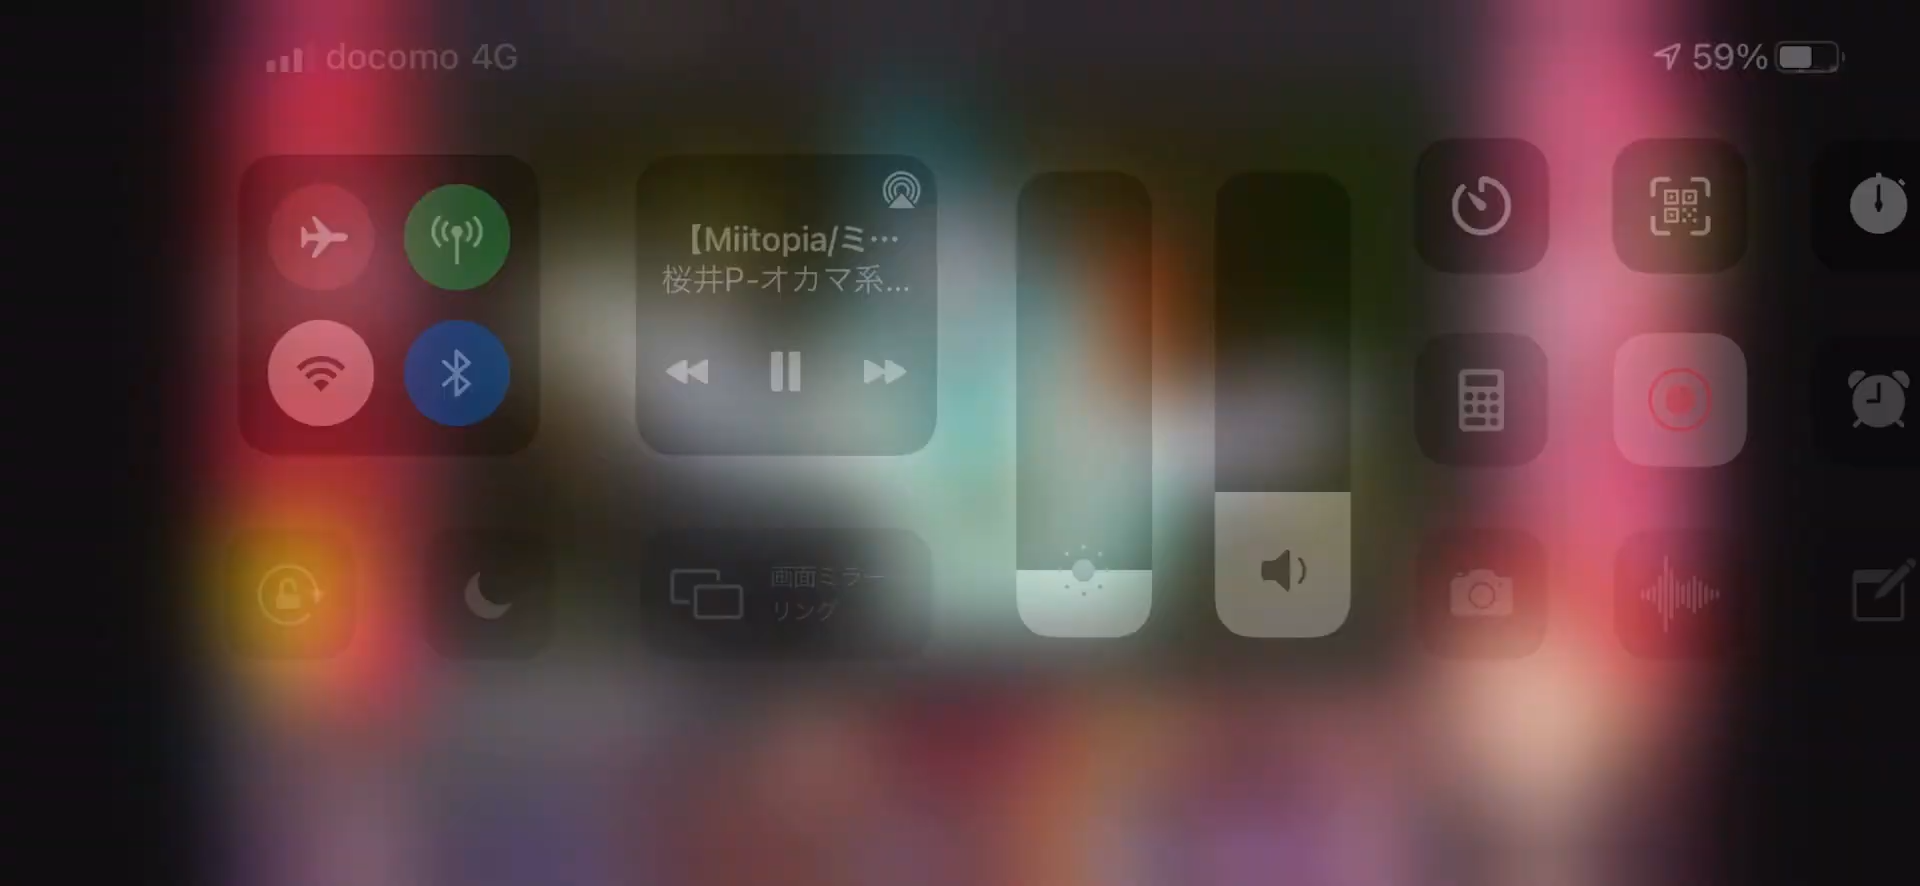 docomo 4G
59%
【Miitopia/ミ…
桜井P-オカマ系...
画面ミラー
リング